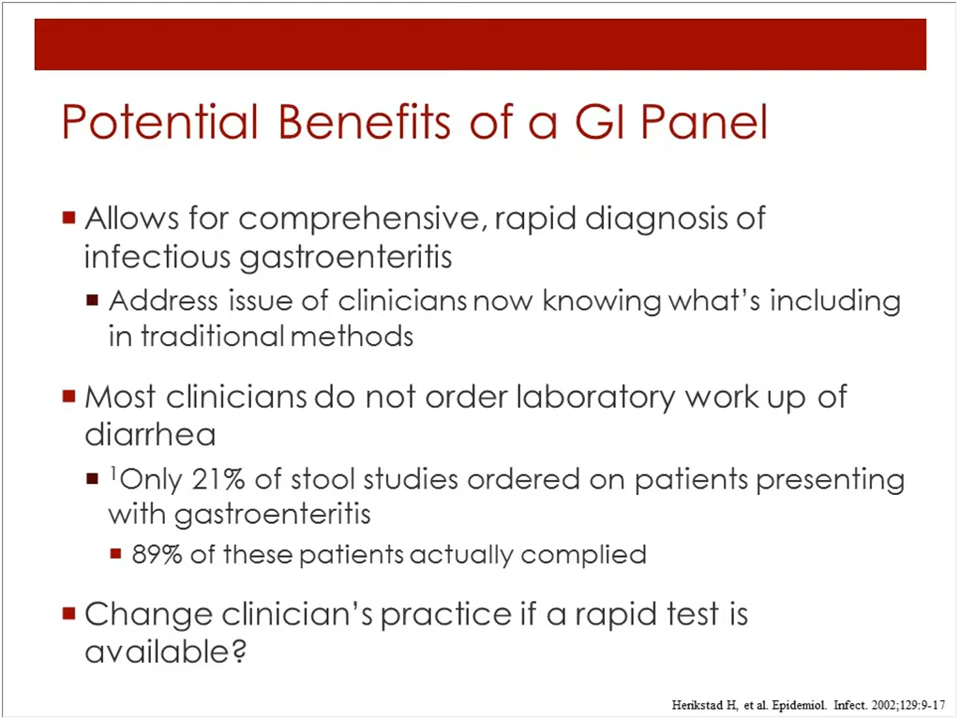 Potential Benefits of a GI Panel
Allows for comprehensive, rapid diagnosis of
infectious gastroenteritis
Address issue of clinicians now knowing what's including
in traditional methods
Most clinicians do not order laboratory work up of
diarrhea
¹Only 21% of stool studies ordered on patients presenting
with gastroenteritis
89% of these patients actually complied
Change clinician's practice if a rapid test is
available?
Herikstad H, et al. Epidemiol. Infect. 2002;129:9-17